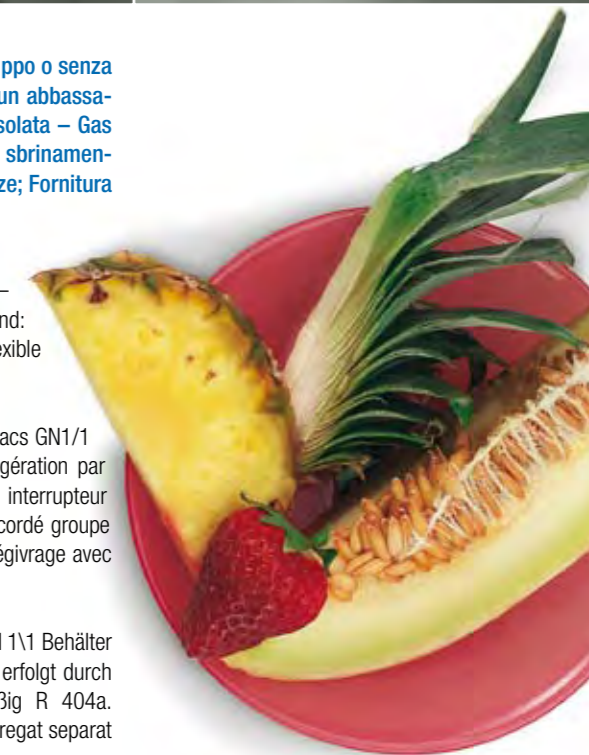 ppo o senza
un abbassa-
solata – Gas
sbrinamen-
ze; Fornitura
–
nd:
exible
acs GN1/1
gération par
interrupteur
cordé groupe
égivrage avec
l 1\1 Behälter
erfolgt durch
ßig R 404a.
regat separat